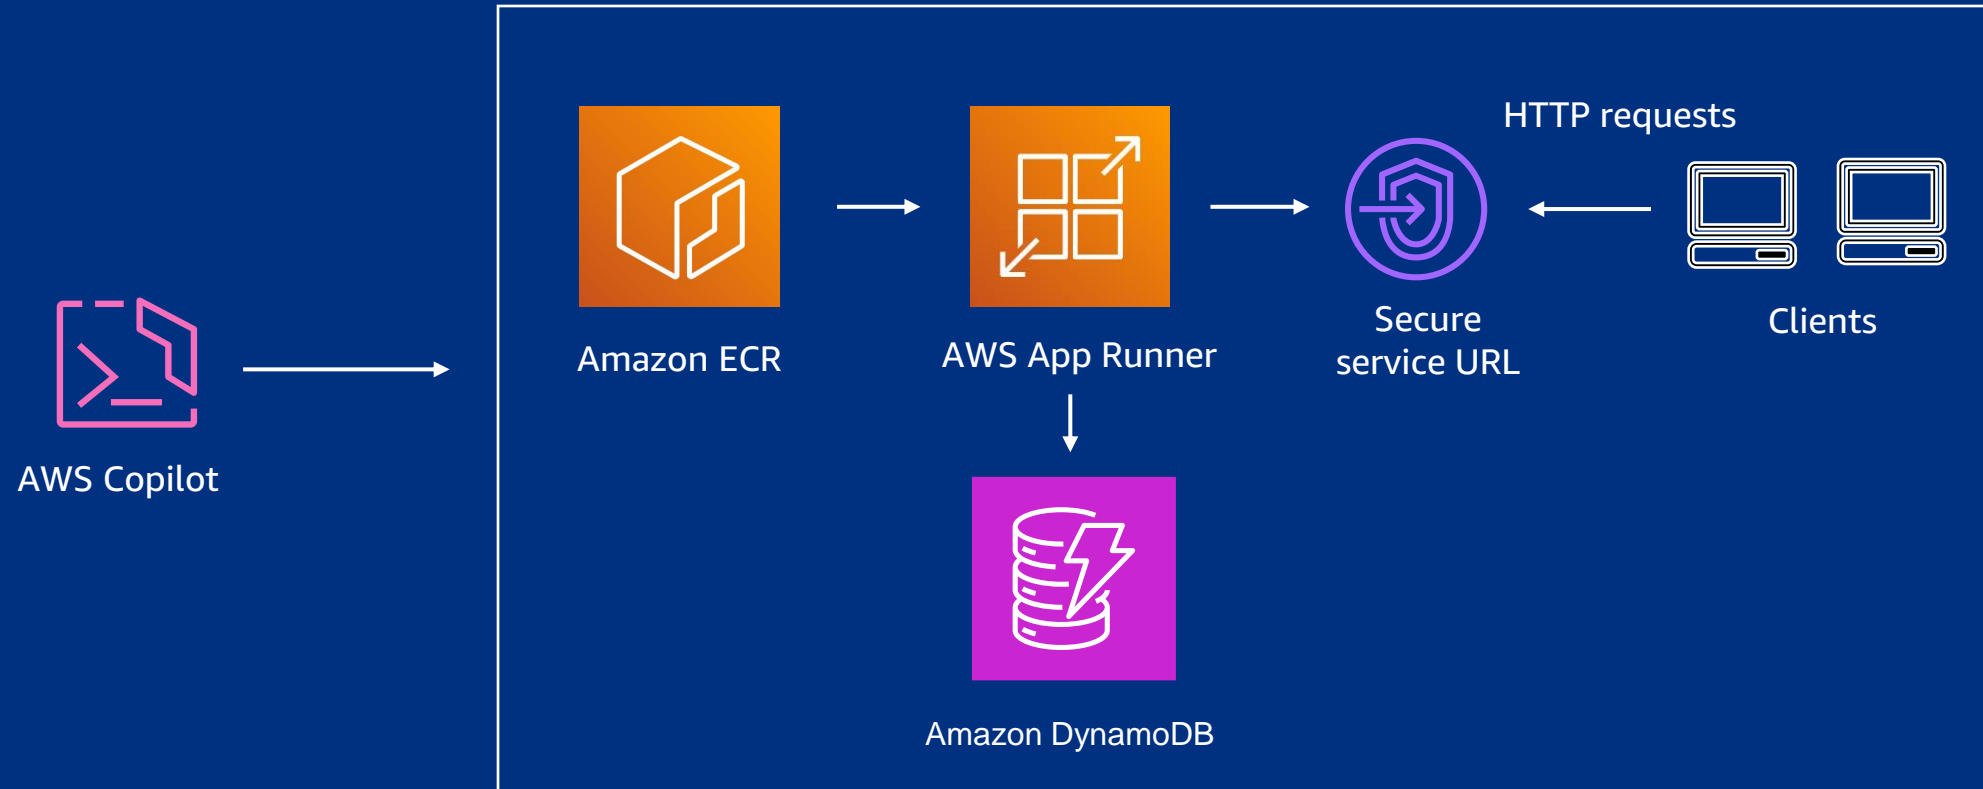 HTTP requests
Amazon ECR
AWS App Runner
Secure
service URL
Clients
AWS Copilot
Amazon DynamoDB